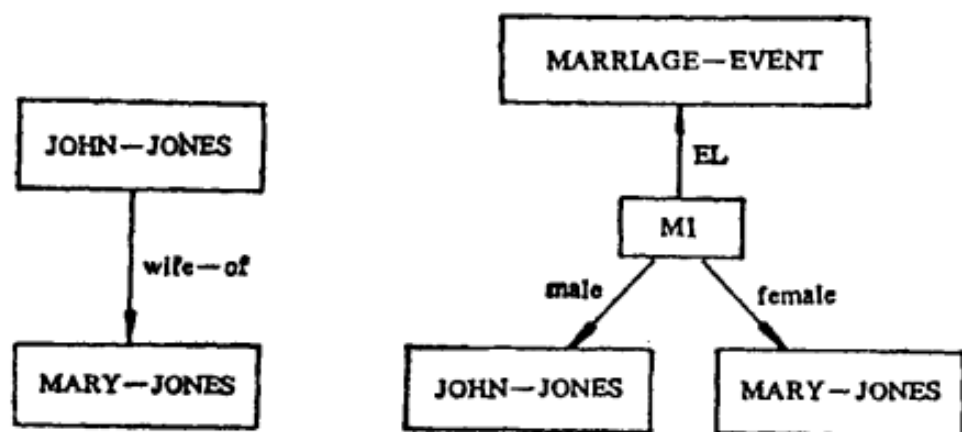 JOHN—JONES
wife—of
MARY—JONES
MARRIAGE—EVENT
EL
M1
male
female
JOHN—JONES
MARY—JONES